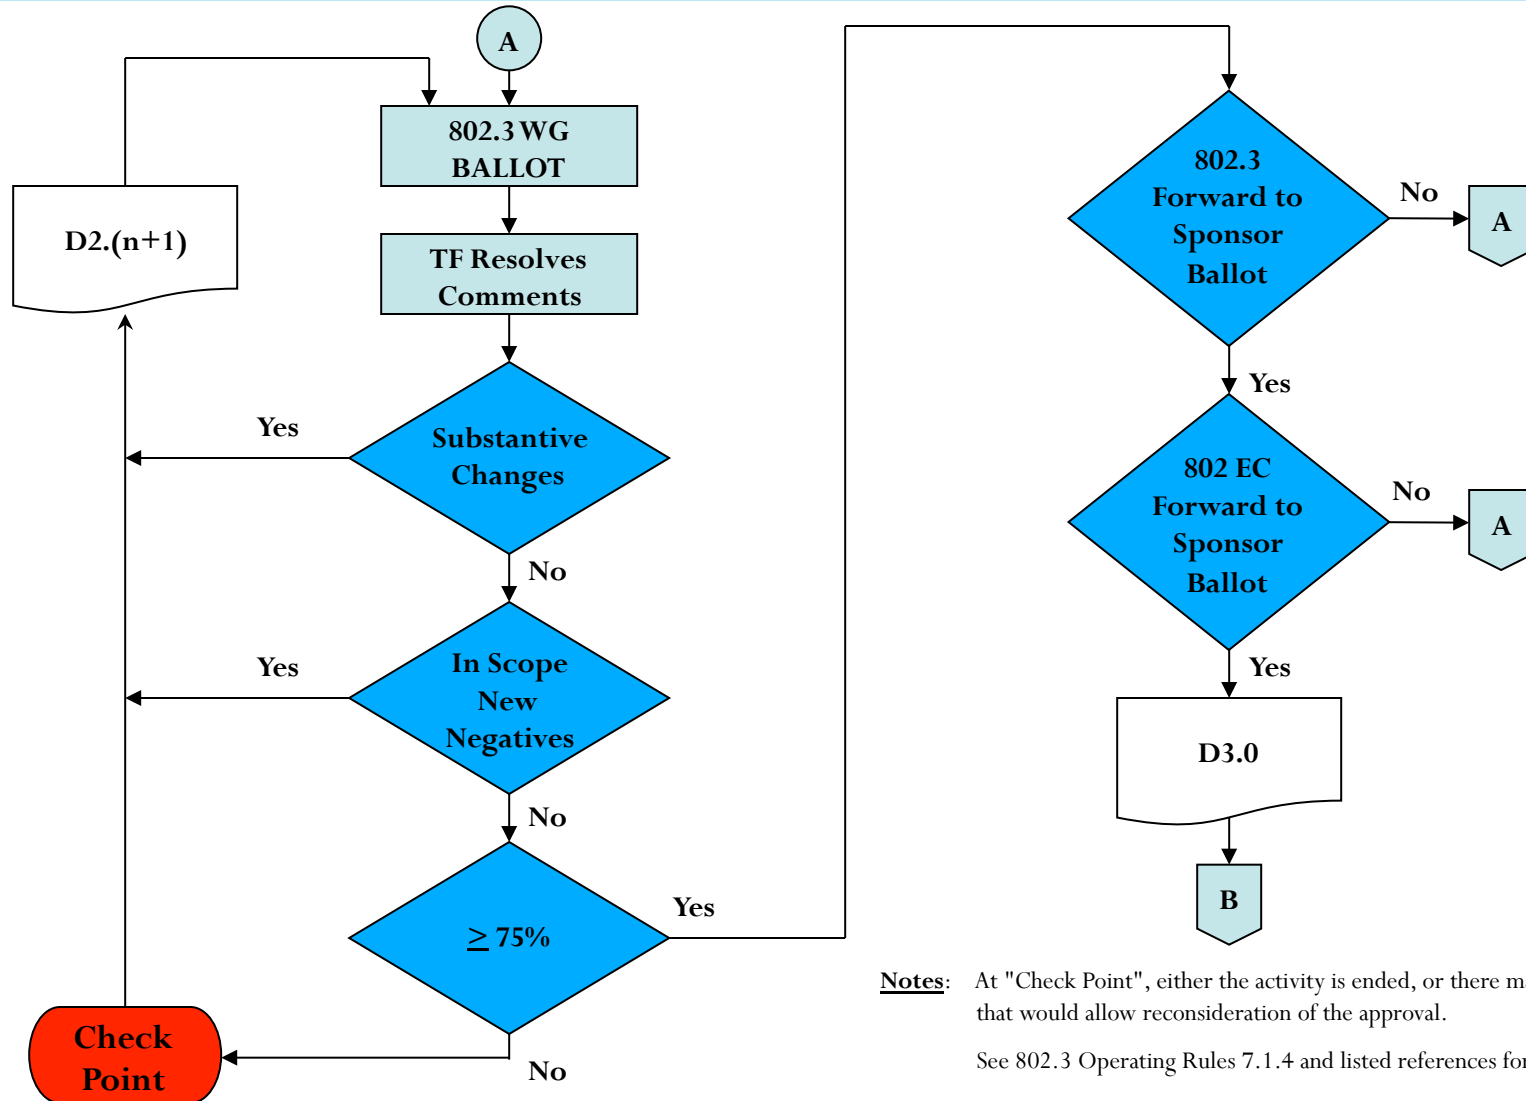 A
802.3 WG
BALLOT
D2.(n+1)
TF Resolves
Comments
Yes
Substantive
Changes
No
Yes
In Scope
New
Negatives
No
≥ 75%
Yes
Check
Point
No
802.3
Forward to
Sponsor
Ballot
No
A
Yes
802 EC
Forward to
Sponsor
Ballot
No
A
Yes
D3.0
B
Notes: At "Check Point", either the activity is ended, or there
that would allow reconsideration of the approval.
See 802.3 Operating Rules 7.1.4 and listed references for